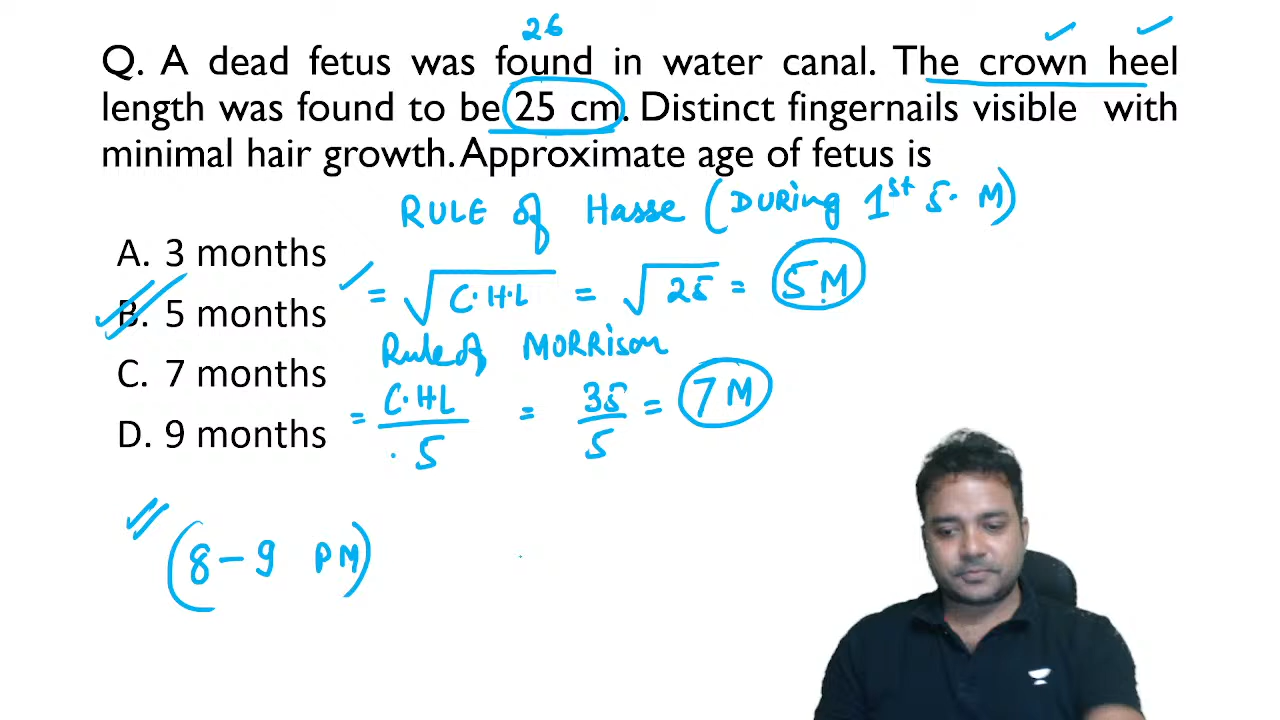 26
Q. A dead fetus was found in water canal. The crown heel
length was found to be 25 cm. Distinct fingernails visible with
minimal hair growth. Approximate age of fetus is
RULE of Hasse (DURING 1st 5. M)
A. 3 months
= √C.H.L = √25 = 5M
B. 5 months
Rule of MORRison
C. 7 months
= C.H.L / 5 = 35 / 5 = 7M
D. 9 months
(8-9 PM)